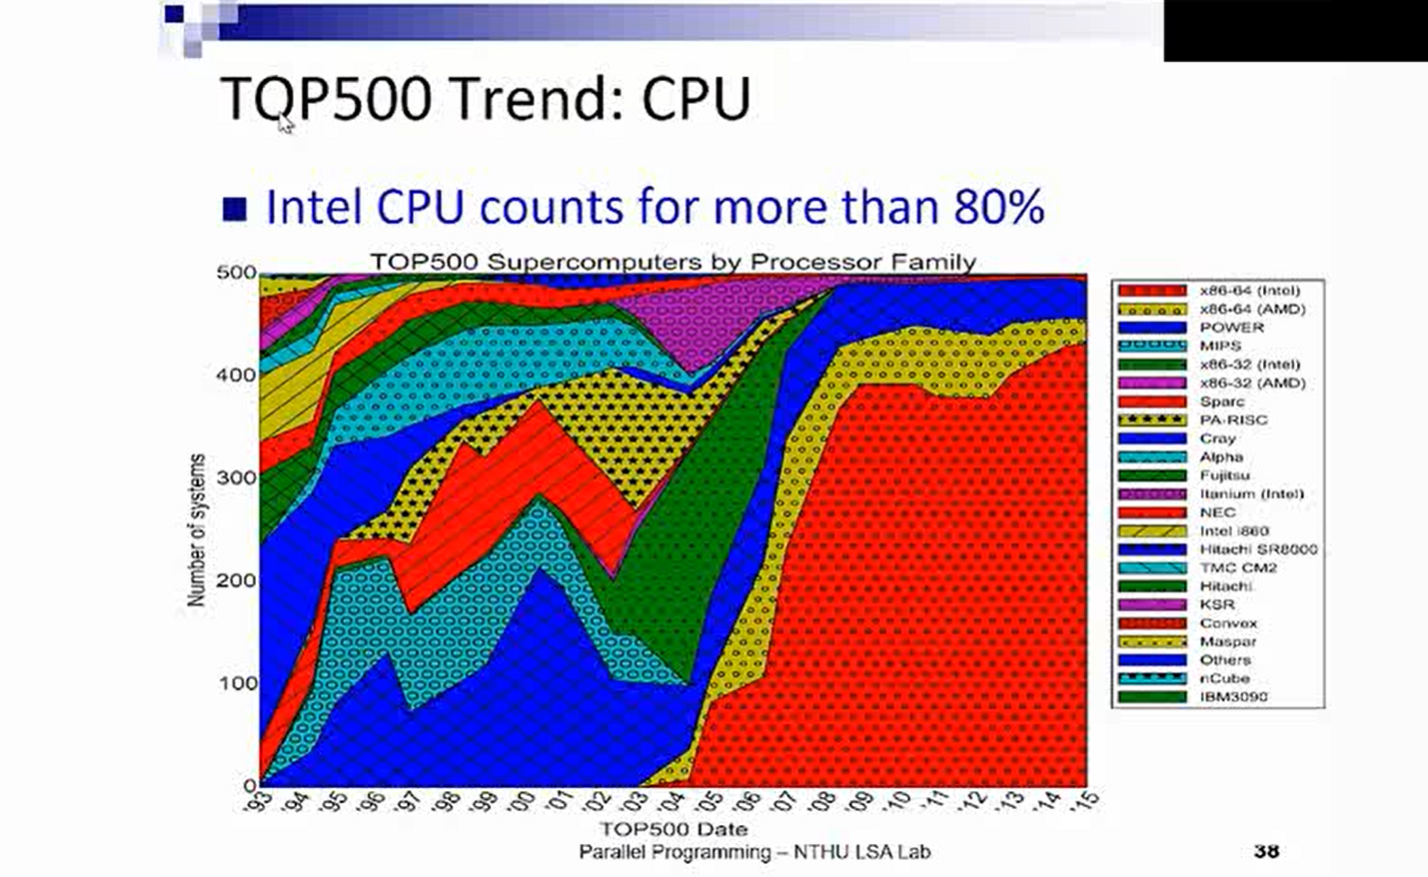 TOP500 Trend: CPU
Intel CPU counts for more than 80%
TOP500 Supercomputers by Processor Family
500
400
300
200
100
0
Number of systems
'93 '94 '95 '96 '97 '98 '99 '00 '01 '02 '03 '04 '05 '06 '07 '08 '09 '10 '11 '12 '13 '14 '15
TOP500 Date
x86-64 (Intel)
x86-64 (AMD)
POWER
MIPS
x86-32 (Intel)
x86-32 (AMD)
Sparc
PA-RISC
Cray
Alpha
Fujitsu
Itanium (Intel)
NEC
Intel i860
Hitachi SR8000
TMC CM2
Hitachi
KSR
Convex
Maspar
Others
nCube
IBM3090
Parallel Programming – NTHU LSA Lab
38